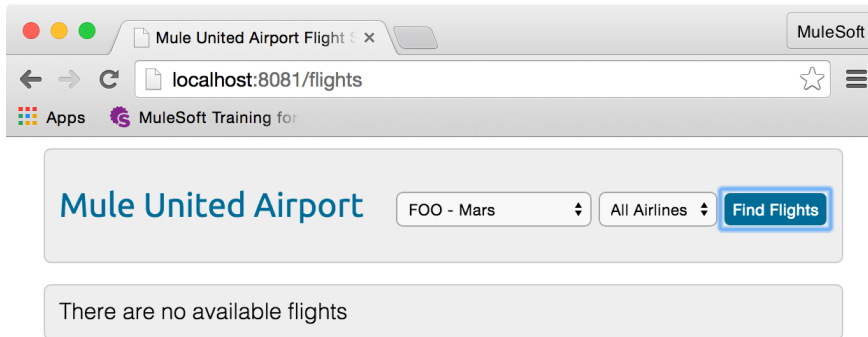 Mule United Airport Flight S
MuleSoft
localhost:8081/flights
Apps MuleSoft Training for
Mule United Airport FOO - Mars All Airlines Find Flights
There are no available flights